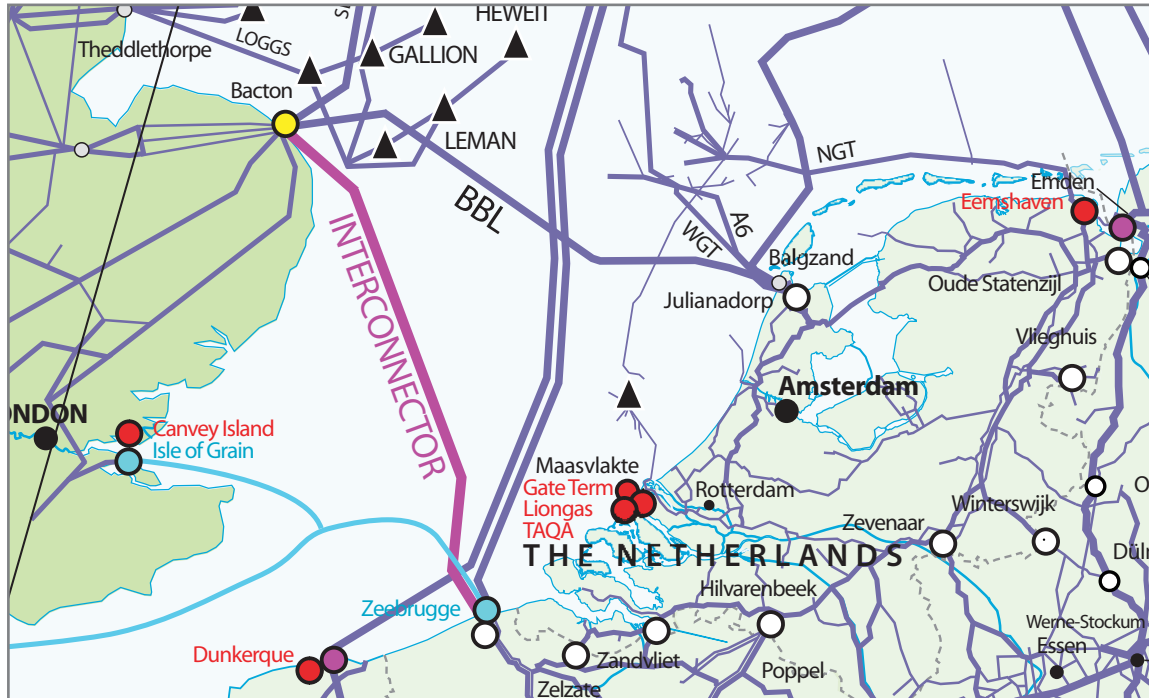 HEWEIT
Theddlethorpe
LOGGS
GALLION
Bacton
LEMAN
NGT
BBL
Emden
Eemshaven
A6
WGT
Balgzand
Oude Statenzijl
Julianadorp
INTERCONNECTOR
Vlieghuis
Amsterdam
ONDON
Canvey Island
Isle of Grain
Maasvlakte
Gate Term
Rotterdam
Liongas
Winterswijk
Zevenaar
TAQA
THE NETHERLANDS
Hilvarenbeek
Zeebrugge
Werne-Stockum
Essen
Dunkerque
Zandvliet
Poppel
Zelzate